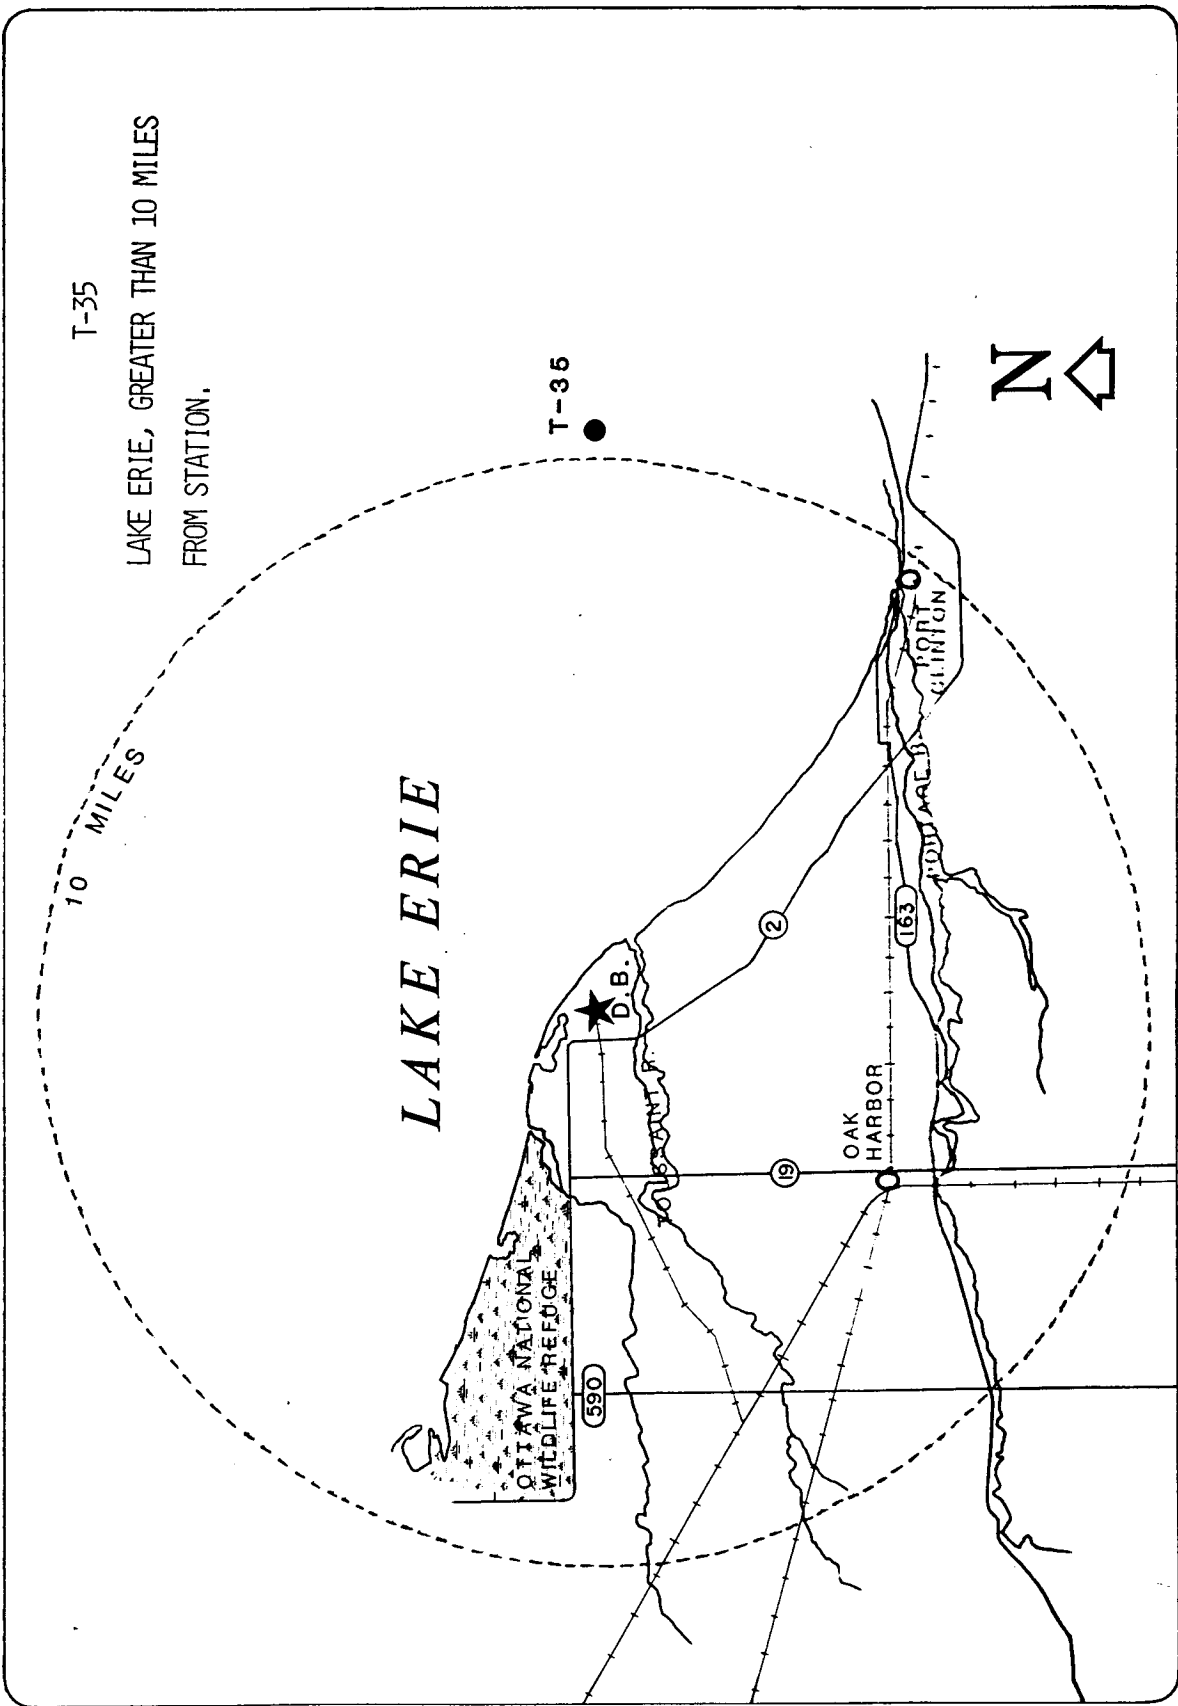 T-35
LAKE ERIE, GREATER THAN 10 MILES
FROM STATION.
10 MILES
LAKE ERIE
T-35
OTTAWA NATIONAL
WILDLIFE REFUGE
D.B.
590
2
19
OAK
HARBOR
163
PORT
CLINTON
N